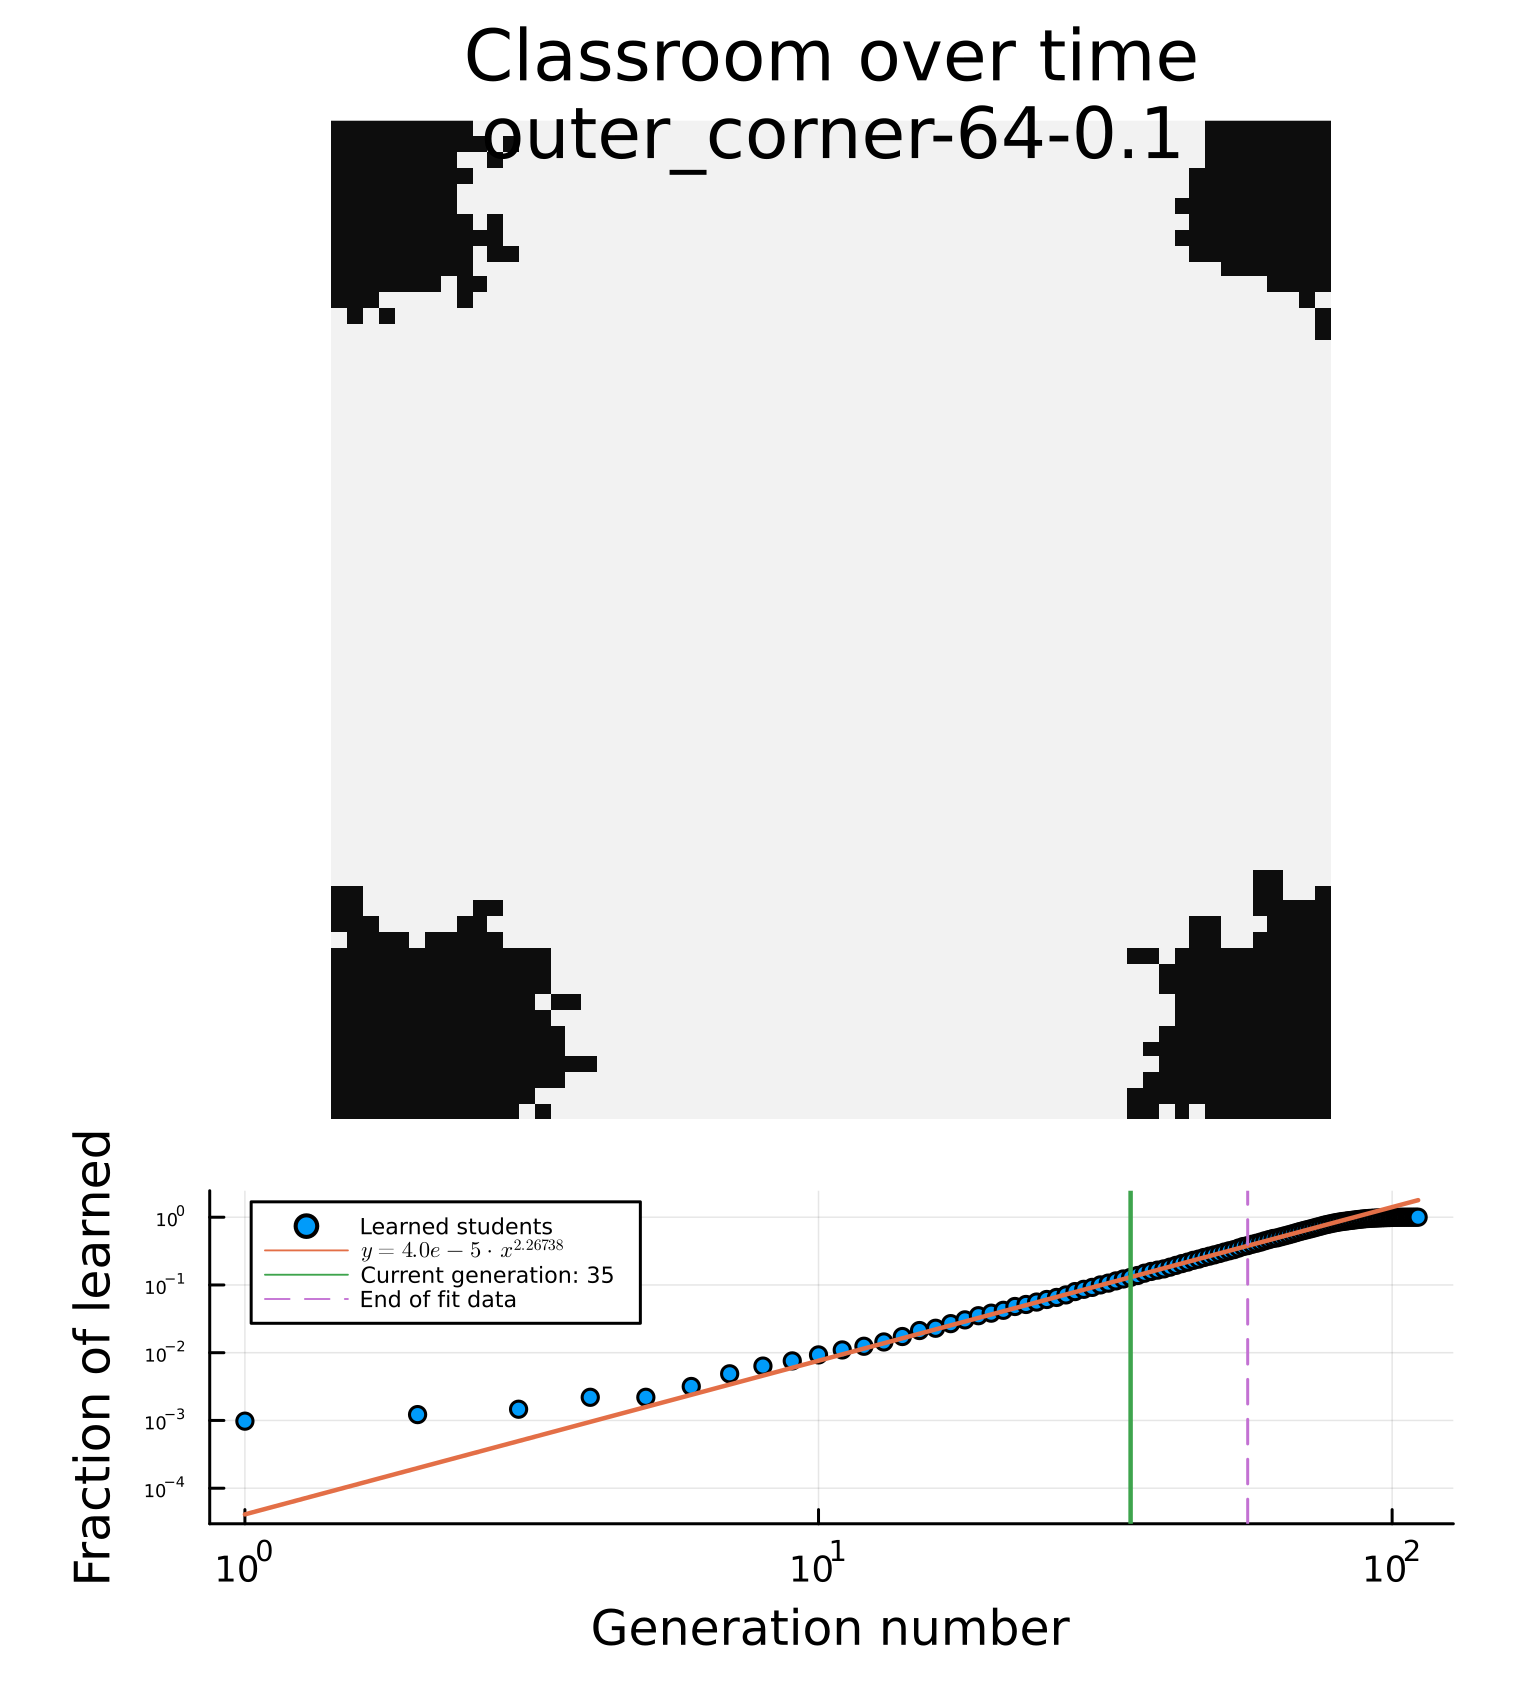 Classroom over time
outer_corner-64-0.1
Fraction of learned
10^0
10^-1
10^-2
10^-3
10^-4
Learned students
y = 4.0e − 5 · x^2.26738
Current generation: 35
End of fit data
10^0 10^1 10^2
Generation number